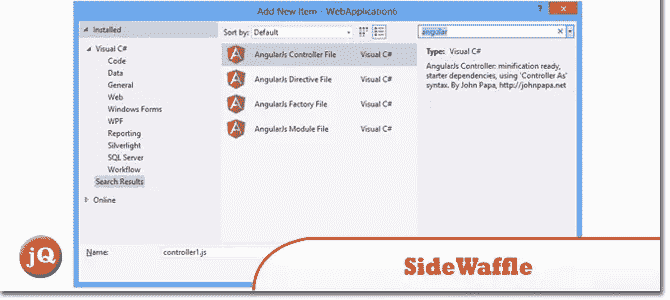 Add New Item - WebApplication6
?
Installed
Sort by: Default
angular
Visual C#
Code
Data
General
Web
Windows Forms
WPF
Reporting
Silverlight
SQL Server
Workflow
Search Results
Online
AngularJs Controller File Visual C#
AngularJs Directive File Visual C#
AngularJs Factory File Visual C#
AngularJs Module File Visual C#
Type: Visual C#
AngularJs Controller: minification ready,
starter dependencies, using 'Controller As'
syntax. By John Papa, http://johnpapa.net
Name: controller1.js
jQ
SideWaffle